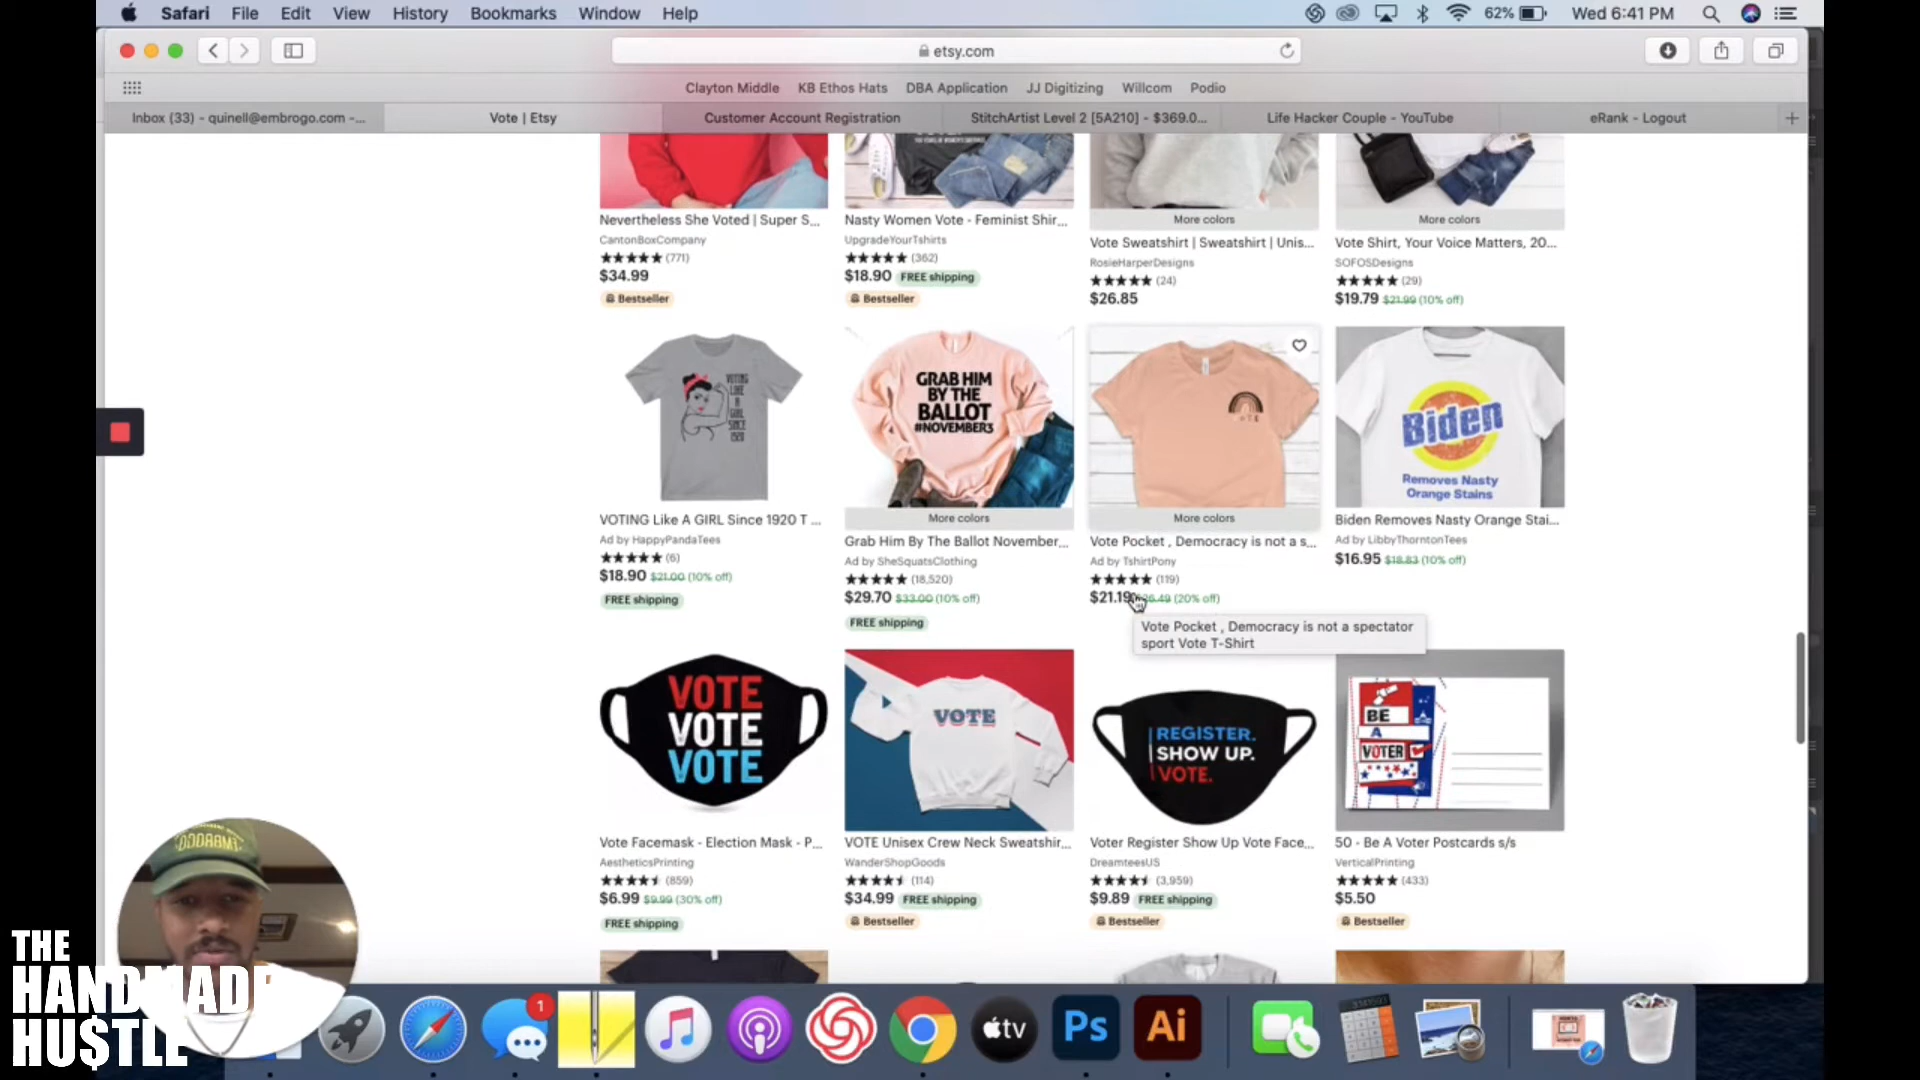 Safari File Edit View History Bookmarks Window Help 62% Wed 6:41 PM
etsy.com
Clayton Middle KB Ethos Hats DBA Application JJ Digitizing Willcom Podio
Inbox (33) - quinell@embrogo.com -... Vote | Etsy Customer Account Registration StitchArtist Level 2 [5A210] - $369.0... Life Hacker Couple - YouTube eRank - Logout
More colors More colors
Nevertheless She Voted | Super S... Nasty Women Vote - Feminist Shir...
Vote Sweatshirt | Sweatshirt | Unis... Vote Shirt, Your Voice Matters, 20...
CantonBoxCompany UpgradeYourTshirts
RosieHarperDesigns SOFOSDesigns
(771) (362)
(24) (29)
$34.99 $18.90 FREE shipping
$26.85 $19.79 $21.99 (10% off)
Bestseller Bestseller
VOTING
LIKE
A
GIRL
SINCE
1920
GRAB HIM
BY THE
BALLOT
#NOVEMBER3
Biden
Removes Nasty
Orange Stains
More colors More colors
VOTING Like A GIRL Since 1920 T ... Biden Removes Nasty Orange Stai...
Grab Him By The Ballot November... Vote Pocket , Democracy is not a s...
Ad by HappyPandaTees Ad by LibbyThorntonTees
Ad by SheSquatsClothing Ad by TshirtPony
(6) $16.95 $18.83 (10% off)
(18,520) (119)
$18.90 $21.00 (10% off)
$29.70 $33.00 (10% off) $21.19 (20% off)
FREE shipping
FREE shipping
Vote Pocket , Democracy is not a spectator
sport Vote T-Shirt
VOTE
VOTE
VOTE
VOTE
REGISTER.
SHOW UP.
VOTE.
BE
A
VOTER
Vote Facemask - Election Mask - P... VOTE Unisex Crew Neck Sweatshir... Voter Register Show Up Vote Face... 50 - Be A Voter Postcards s/s
AestheticsPrinting WanderShopGoods DreamteesUS VerticalPrinting
(859) (114) (3,959) (433)
$6.99 $9.99 (30% off) $34.99 FREE shipping $9.89 FREE shipping $5.50
FREE shipping Bestseller Bestseller Bestseller
THE
HANDMADE
HU$TLE
1
tv Ps Ai